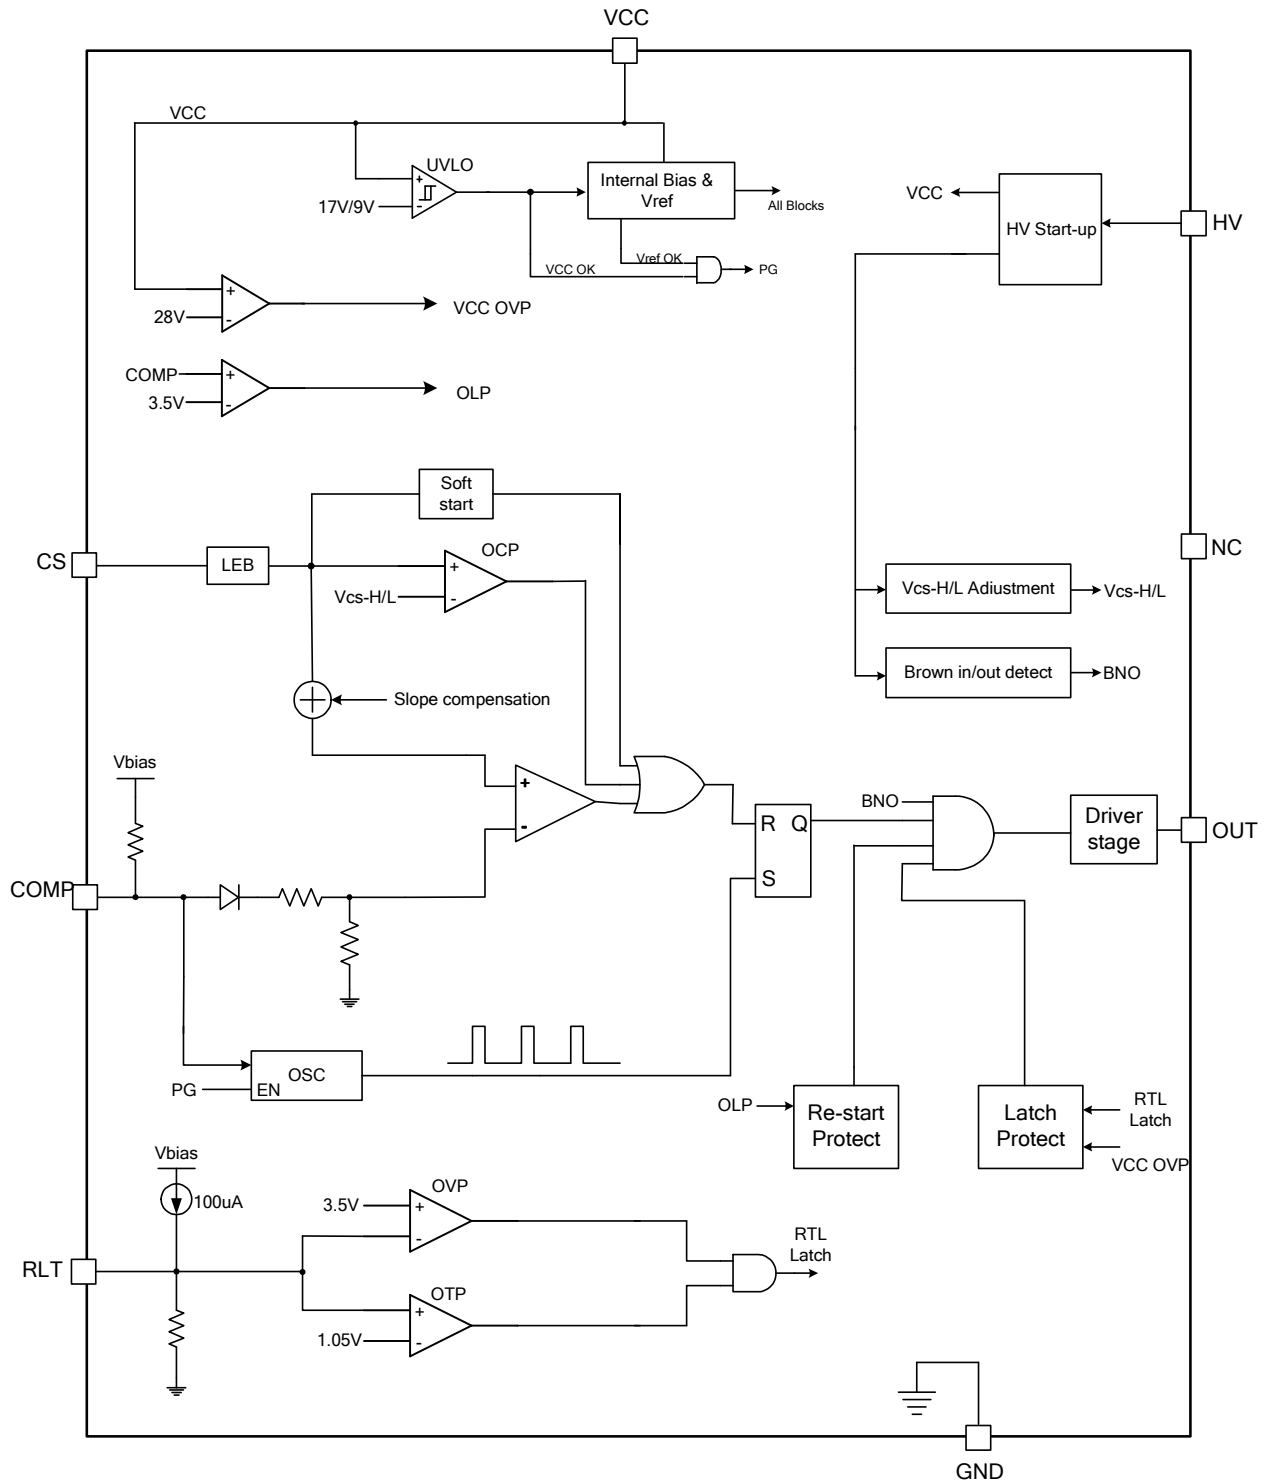 VCC
VCC
UVLO
+
-
17V/9V
Internal Bias &
Vref
All Blocks
VCC
HV Start-up
HV
Vref OK
VCC OK
PG
+
-
28V
VCC OVP
COMP
+
3.5V
-
OLP
Soft
start
CS
LEB
OCP
+
-
Vcs-H/L
NC
Vcs-H/L Adiustment
Vcs-H/L
Brown in/out detect
BNO
Slope compensation
Vbias
+
-
R Q
S
BNO
Driver
stage
OUT
COMP
OSC
PG
EN
OLP
Re-start
Protect
Latch
Protect
RTL
Latch
VCC OVP
Vbias
100uA
OVP
3.5V
+
-
RTL
Latch
RLT
OTP
+
1.05V
-
GND